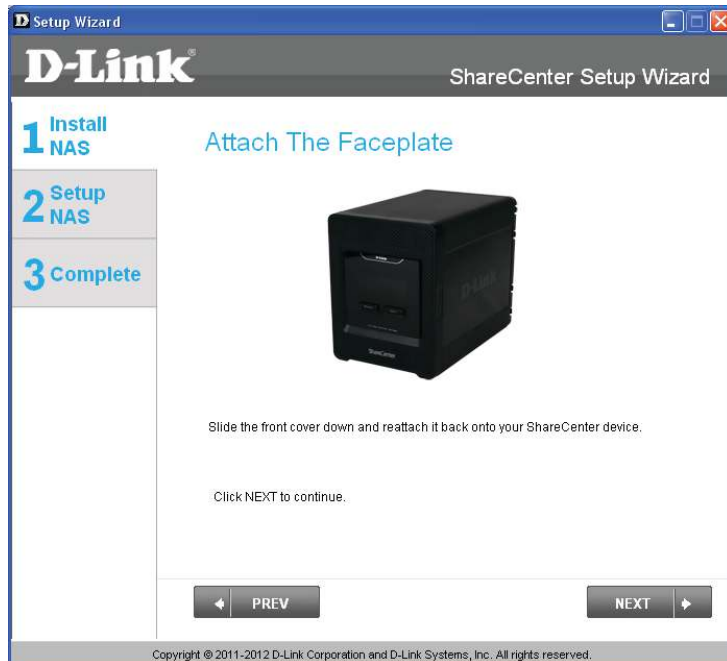 Setup Wizard
D-Link®
ShareCenter Setup Wizard
1 Install
NAS
2 Setup
NAS
3 Complete
Attach The Faceplate
D-Link
ShareCenter
Slide the front cover down and reattach it back onto your ShareCenter device.
Click NEXT to continue.
PREV
NEXT
Copyright © 2011-2012 D-Link Corporation and D-Link Systems, Inc. All rights reserved.